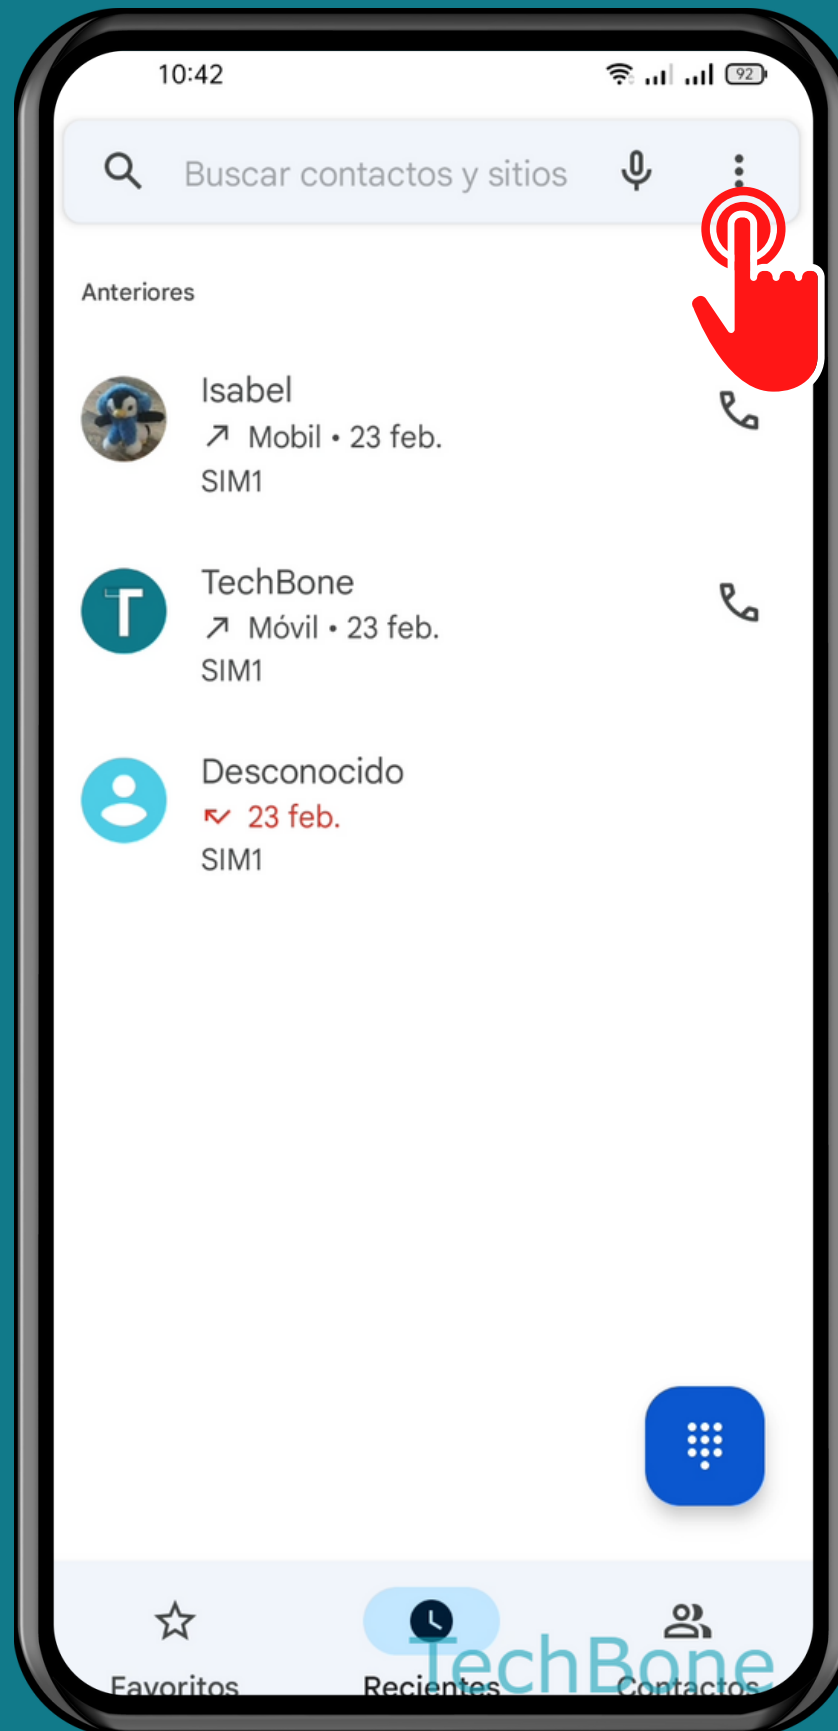 10:42
92
Buscar contactos y sitios
Anteriores
Isabel
Mobil • 23 feb.
SIM1
T
TechBone
Móvil • 23 feb.
SIM1
Desconocido
23 feb.
SIM1
Favoritos
Recientes
Contactos
TechBone